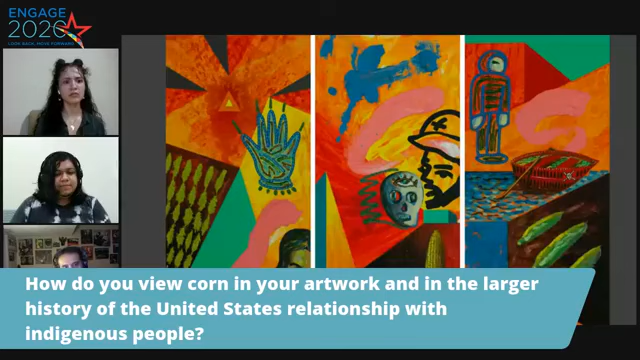 ENGAGE
2020
LOOK BACK, MOVE FORWARD
How do you view corn in your artwork and in the larger
history of the United States relationship with
indigenous people?